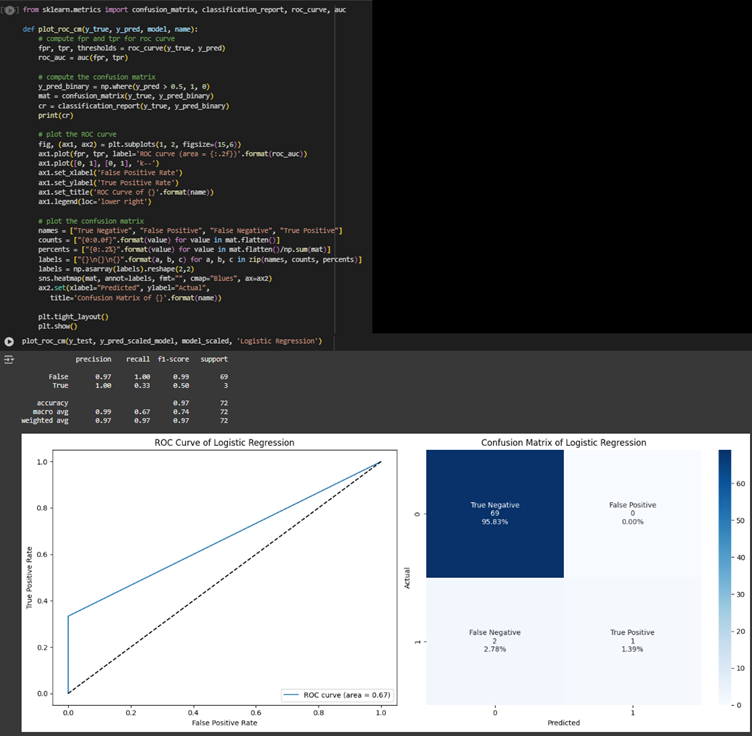 from sklearn.metrics import confusion_matrix, classification_report, roc_curve, auc
def plot_roc_cm(y_true, y_pred, model, name):
# compute fpr and tpr for roc curve
fpr, tpr, thresholds = roc_curve(y_true, y_pred)
roc_auc = auc(fpr, tpr)
# compute the confusion matrix
y_pred_binary = np.where(y_pred > 0.5, 1, 0)
mat = confusion_matrix(y_true, y_pred_binary)
cr = classification_report(y_true, y_pred_binary)
print(cr)
# plot the ROC curve
fig, (ax1, ax2) = plt.subplots(1, 2, figsize=(15,6))
ax1.plot(fpr, tpr, label='ROC curve (area = {:.2f})'.format(roc_auc))
ax1.plot([0, 1], [0, 1], 'k--')
ax1.set_xlabel('False Positive Rate')
ax1.set_ylabel('True Positive Rate')
ax1.set_title('ROC Curve of {}'.format(name))
ax1.legend(loc='lower right')
# plot the confusion matrix
names = ["True Negative", "False Positive", "False Negative", "True Positive"]
counts = ["{0:0.0f}".format(value) for value in mat.flatten()]
percents = ["{0:.2%}".format(value) for value in mat.flatten()/np.sum(mat)]
labels = ["{}\n{}\n{}".format(a, b, c) for a, b, c in zip(names, counts, percents)]
labels = np.asarray(labels).reshape(2,2)
sns.heatmap(mat, annot=labels, fmt="", cmap="Blues", ax=ax2)
ax2.set(xlabel="Predicted", ylabel="Actual",
title='Confusion Matrix of {}'.format(name))
plt.tight_layout()
plt.show()
plot_roc_cm(y_test, y_pred_scaled_model, model_scaled, 'Logistic Regression')
precision recall f1-score support
False 0.97 1.00 0.99 69
True 1.00 0.33 0.50 3
accuracy 0.97 72
macro avg 0.99 0.67 0.74 72
weighted avg 0.97 0.97 0.97 72
ROC Curve of Logistic Regression
1.0
0.8
0.6
0.4
0.2
0.0
True Positive Rate
ROC curve (area = 0.67)
0.0 0.2 0.4 0.6 0.8 1.0
False Positive Rate
Confusion Matrix of Logistic Regression
True Negative
69
95.83%
False Positive
0
0.00%
False Negative
2
2.78%
True Positive
1
1.39%
0
1
Actual
0 1
Predicted
60
50
40
30
20
10
0